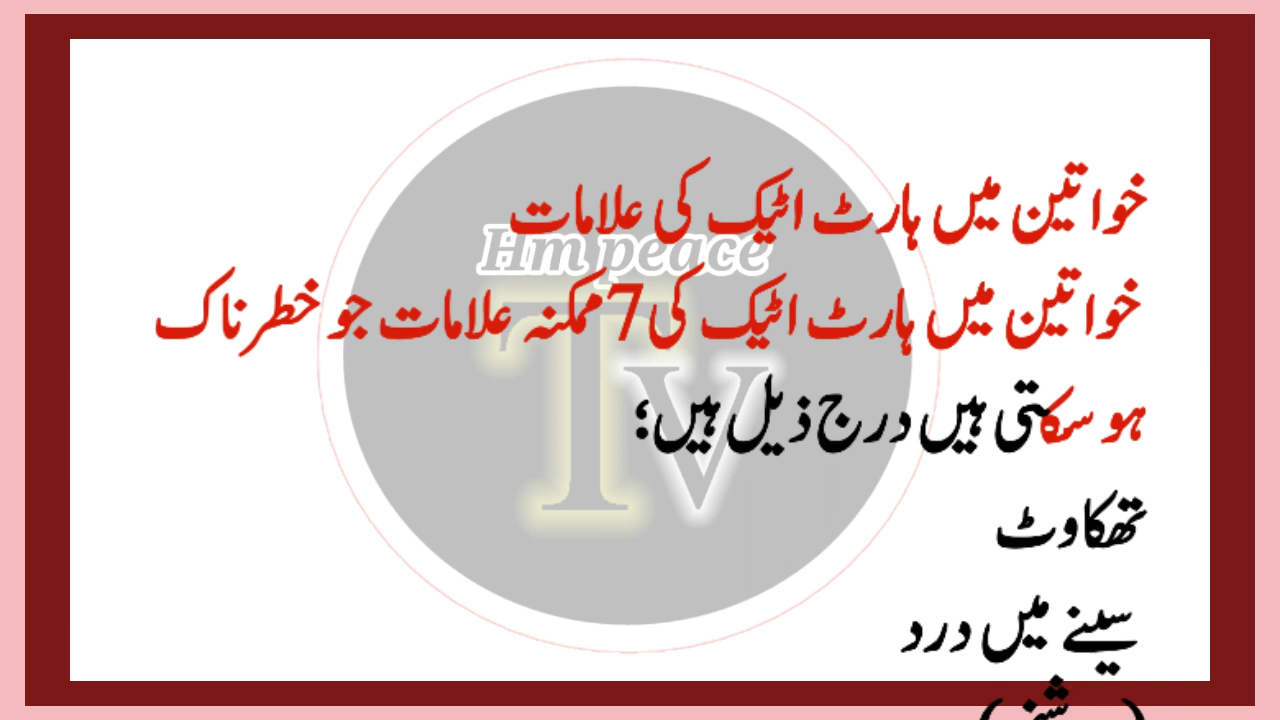 خواتین میں ہارٹ اٹیک کی علامات
Hm peace
خواتین میں ہارٹ اٹیک کی 7 ممکنہ علامات جو خطرناک
ہو سکتی ہیں درج ذیل ہیں؛
Tv
تھکاوٹ
سینے میں درد